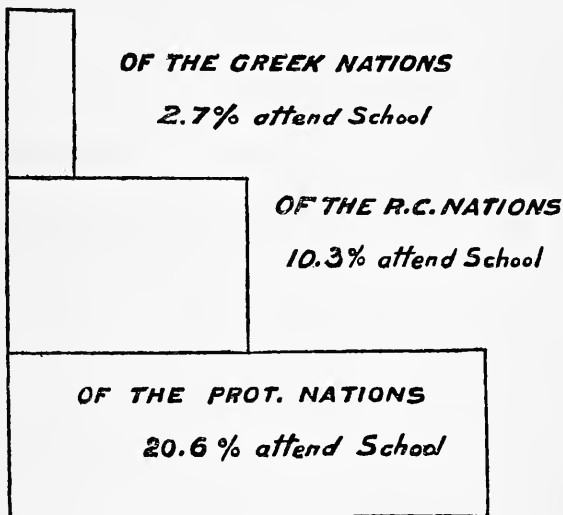 OF THE GREEK NATIONS
2.7% attend School
OF THE R.C. NATIONS
10.3% attend School
OF THE PROT. NATIONS
20.6% attend School